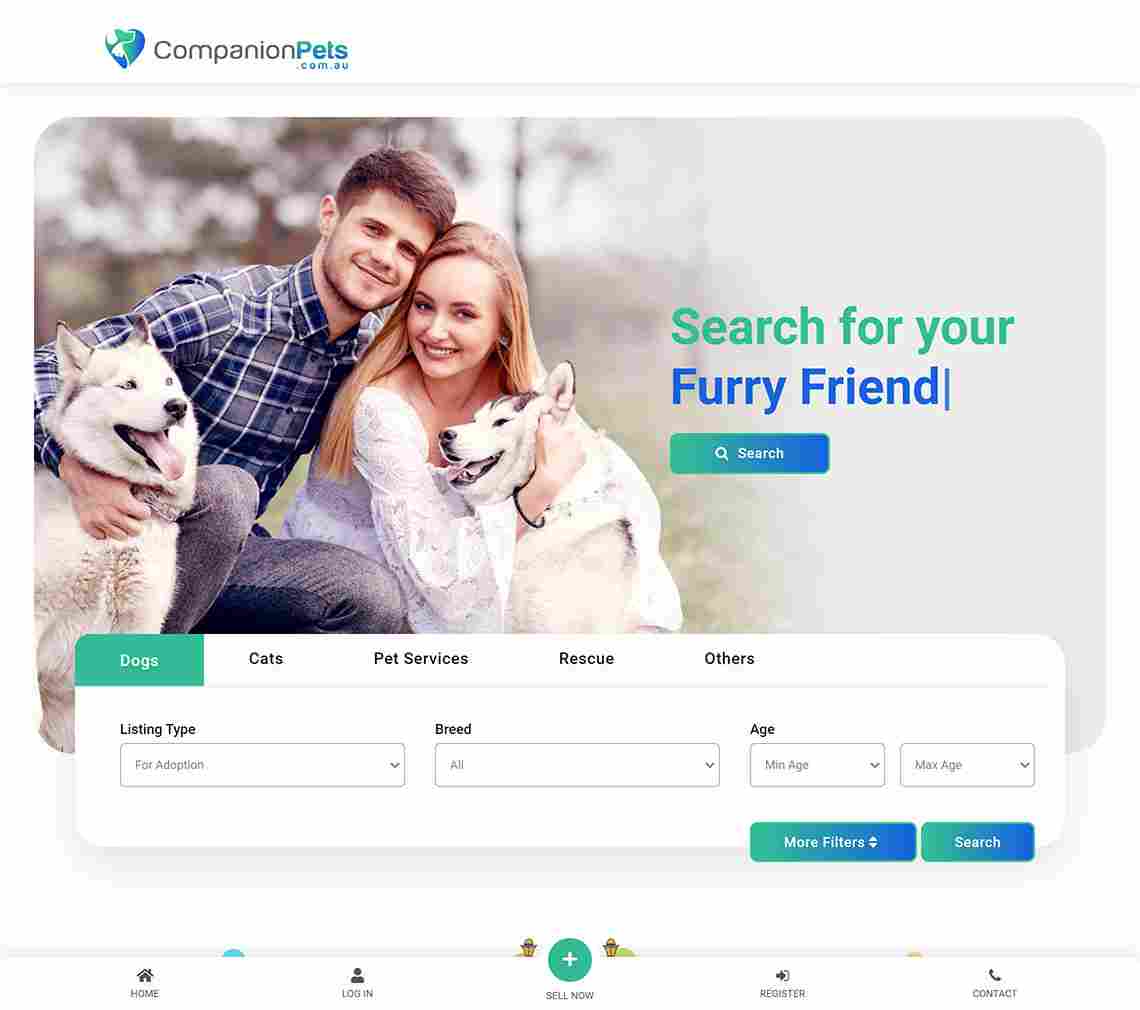 CompanionPets
.com.au
Search for your
Furry Friend|
Search
Dogs Cats Pet Services Rescue Others
Listing Type Breed Age
For Adoption All Min Age Max Age
More Filters Search
HOME LOG IN SELL NOW REGISTER CONTACT